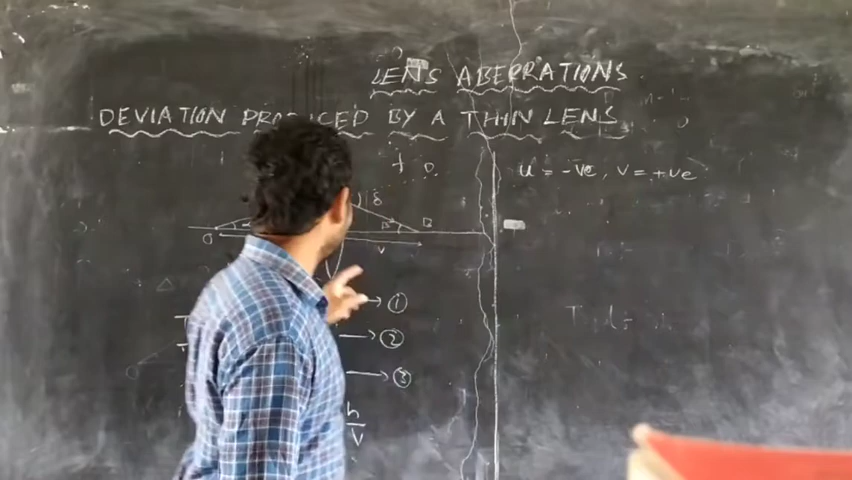 LENS ABERRATIONS
DEVIATION PRODUCED BY A THIN LENS
u = -ve, v = +ve
δ
O
B
v
①
②
③
h
v